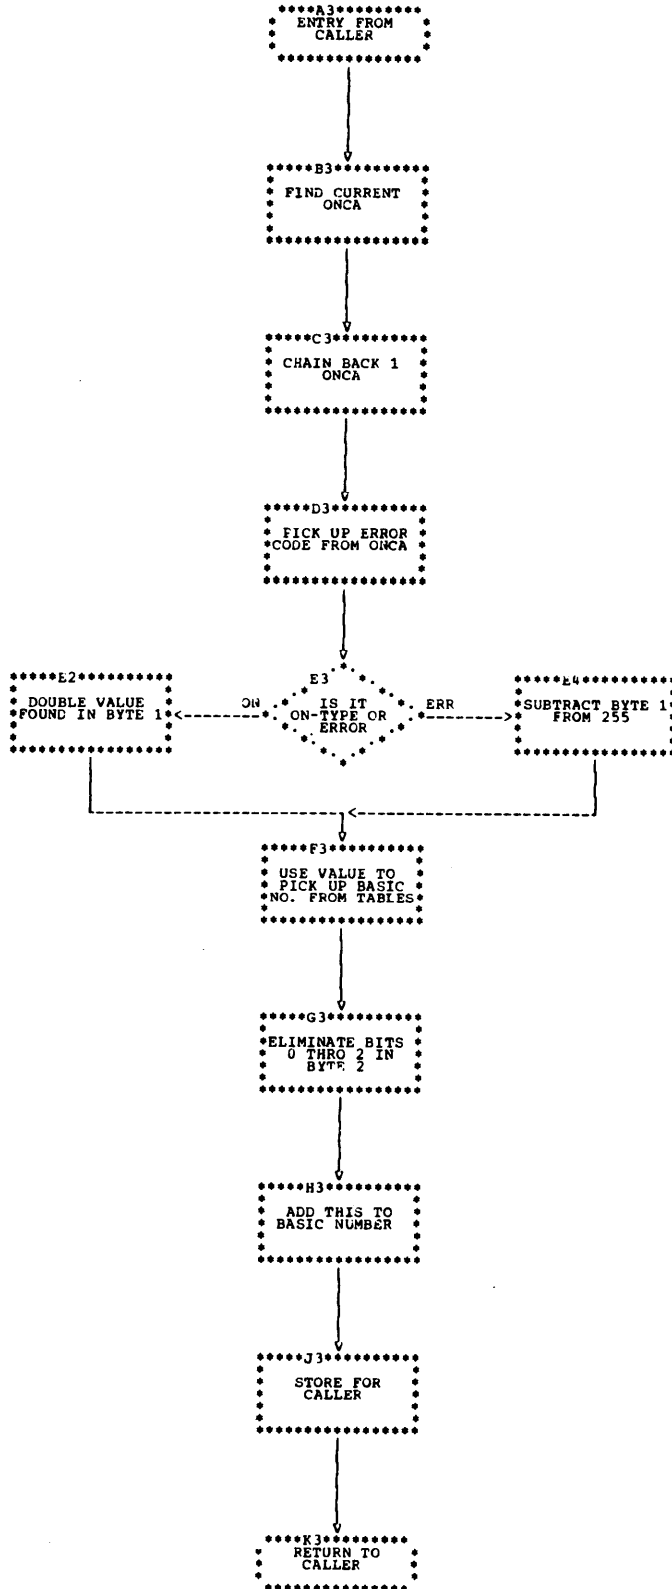 A3
ENTRY FROM
CALLER
B3
FIND CURRENT
ONCA
C3
CHAIN BACK 1
ONCA
D3
PICK UP ERROR
CODE FROM ONCA
E2
DOUBLE VALUE
FOUND IN BYTE 1
ON
E3
IS IT
ON-TYPE OR
ERROR
ERR
E4
SUBTRACT BYTE 1
FROM 255
F3
USE VALUE TO
PICK UP BASIC
NO. FROM TABLES
G3
ELIMINATE BITS
0 THRO 2 IN
BYTE 2
H3
ADD THIS TO
BASIC NUMBER
J3
STORE FOR
CALLER
K3
RETURN TO
CALLER